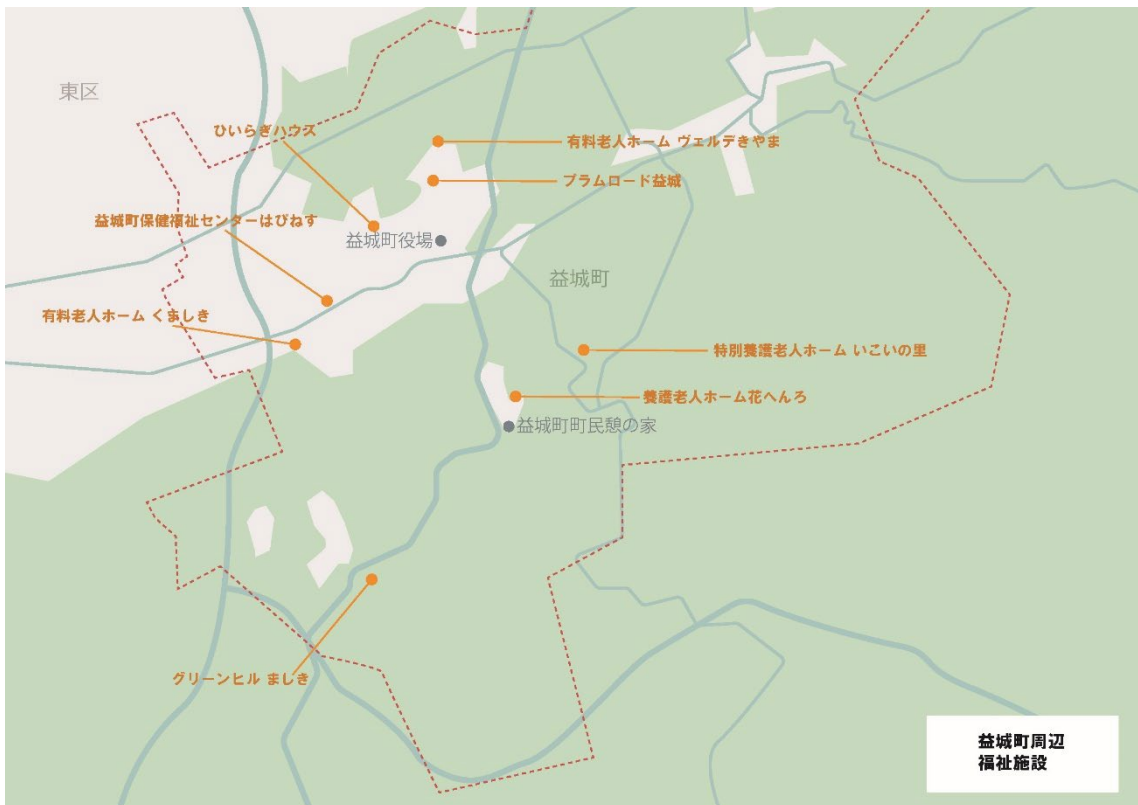 東区
ひいらぎハウス
有料老人ホーム ヴェルデきやま
プラムロード益城
益城町保健福祉センターはぴねす
益城町役場
益城町
有料老人ホーム くましき
特別養護老人ホーム いこいの里
養護老人ホーム花へんろ
益城町町民憩の家
グリーンヒル ましき
益城町周辺
福祉施設